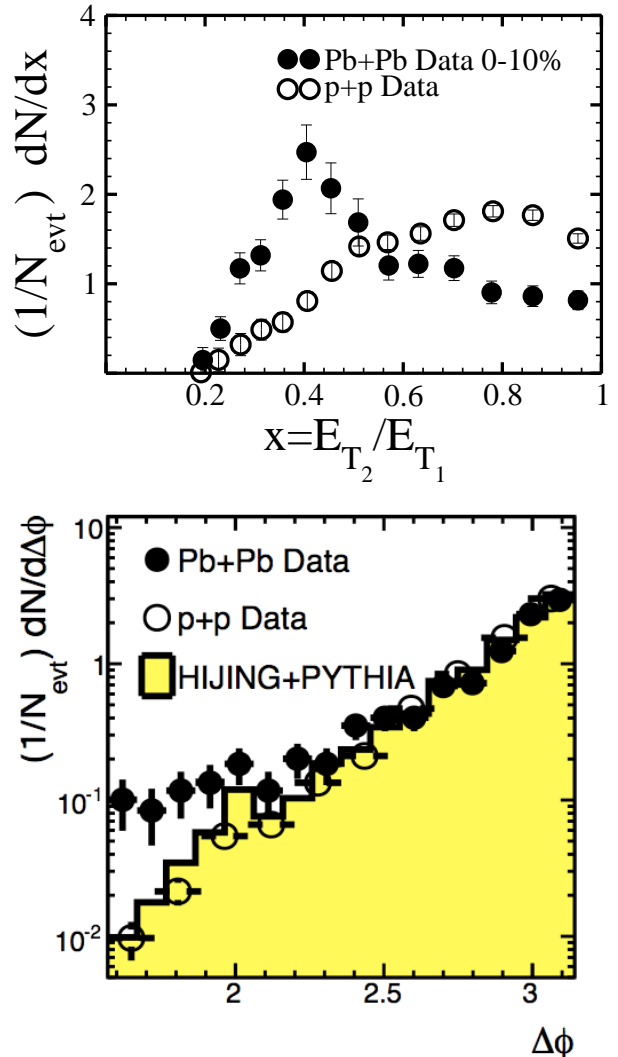 4
3
2
1
(1/N_evt) dN/dx
Pb+Pb Data 0-10%
p+p Data
0.2 0.4 0.6 0.8 1
x=E_T_2/E_T_1
10
1
10^-1
10^-2
(1/N_evt) dN/dΔϕ
Pb+Pb Data
p+p Data
HIJING+PYTHIA
2 2.5 3
Δϕ